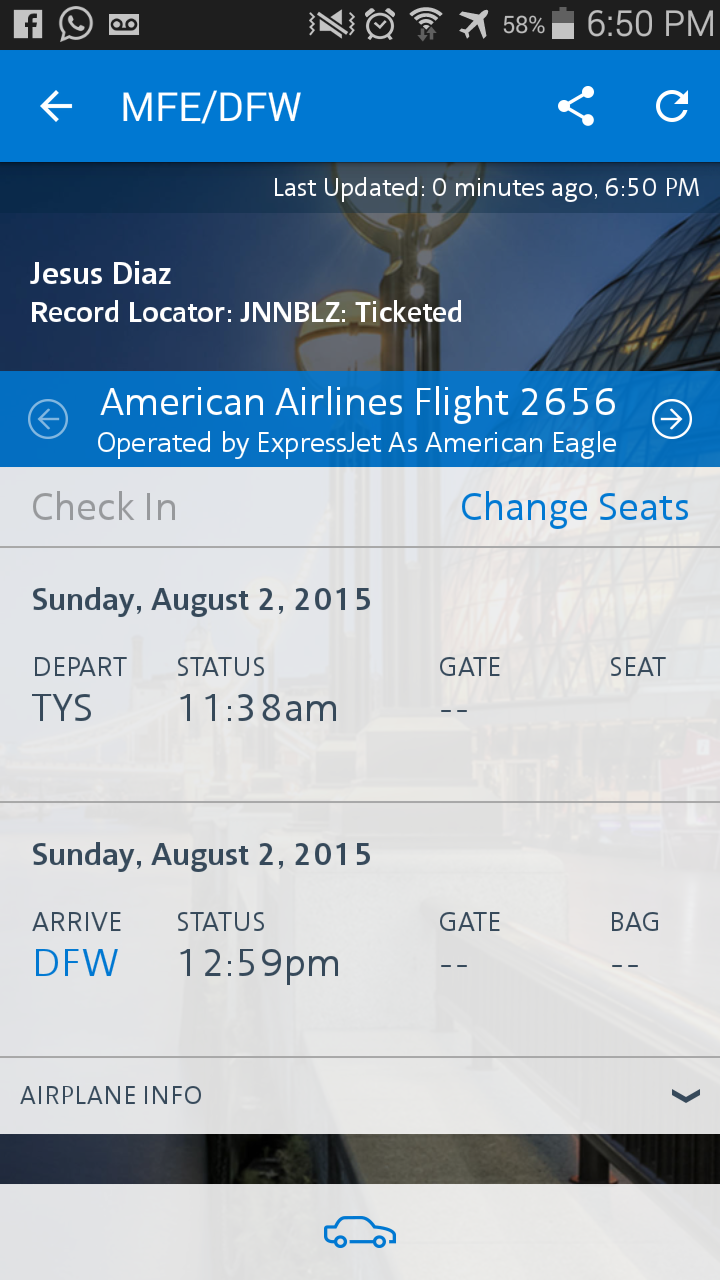 58% 6:50 PM
MFE/DFW
Last Updated: 0 minutes ago, 6:50 PM
Jesus Diaz
Record Locator: JNNBLZ: Ticketed
American Airlines Flight 2656
Operated by ExpressJet As American Eagle
Check In Change Seats
Sunday, August 2, 2015
DEPART STATUS GATE SEAT
TYS 11:38am --
Sunday, August 2, 2015
ARRIVE STATUS GATE BAG
DFW 12:59pm -- --
AIRPLANE INFO